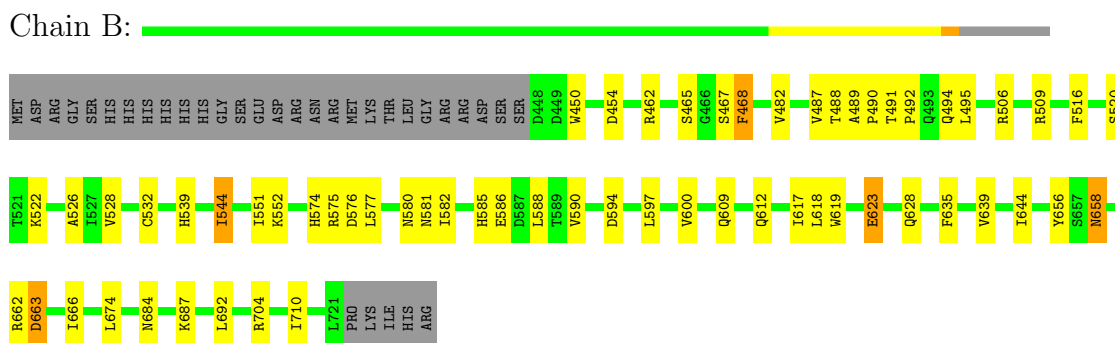 Chain B:
MET ASP ARG GLY SER HIS HIS HIS HIS HIS HIS GLY SER GLU ASP ARG ASN ARG MET LYS THR LEU GLY ARG ARG ASP SER SER D448 D449 W450 D454 R462 S465 G466 S467 F468 V482 V487 T488 A489 P490 T491 P492 Q493 Q494 L495 R506 R509 F516 S520
T521 K522 A526 I527 V528 C532 H539 I544 I551 K552 H574 R575 D576 L577 N580 N581 I582 H585 E586 D587 L588 T589 V590 D594 L597 V600 Q609 Q612 I617 L618 W619 E623 Q628 F635 V639 I644 Y656 S657 N658
R662 D663 I666 L674 N684 K687 L692 R704 I710 L721 PRO LYS ILE HIS ARG